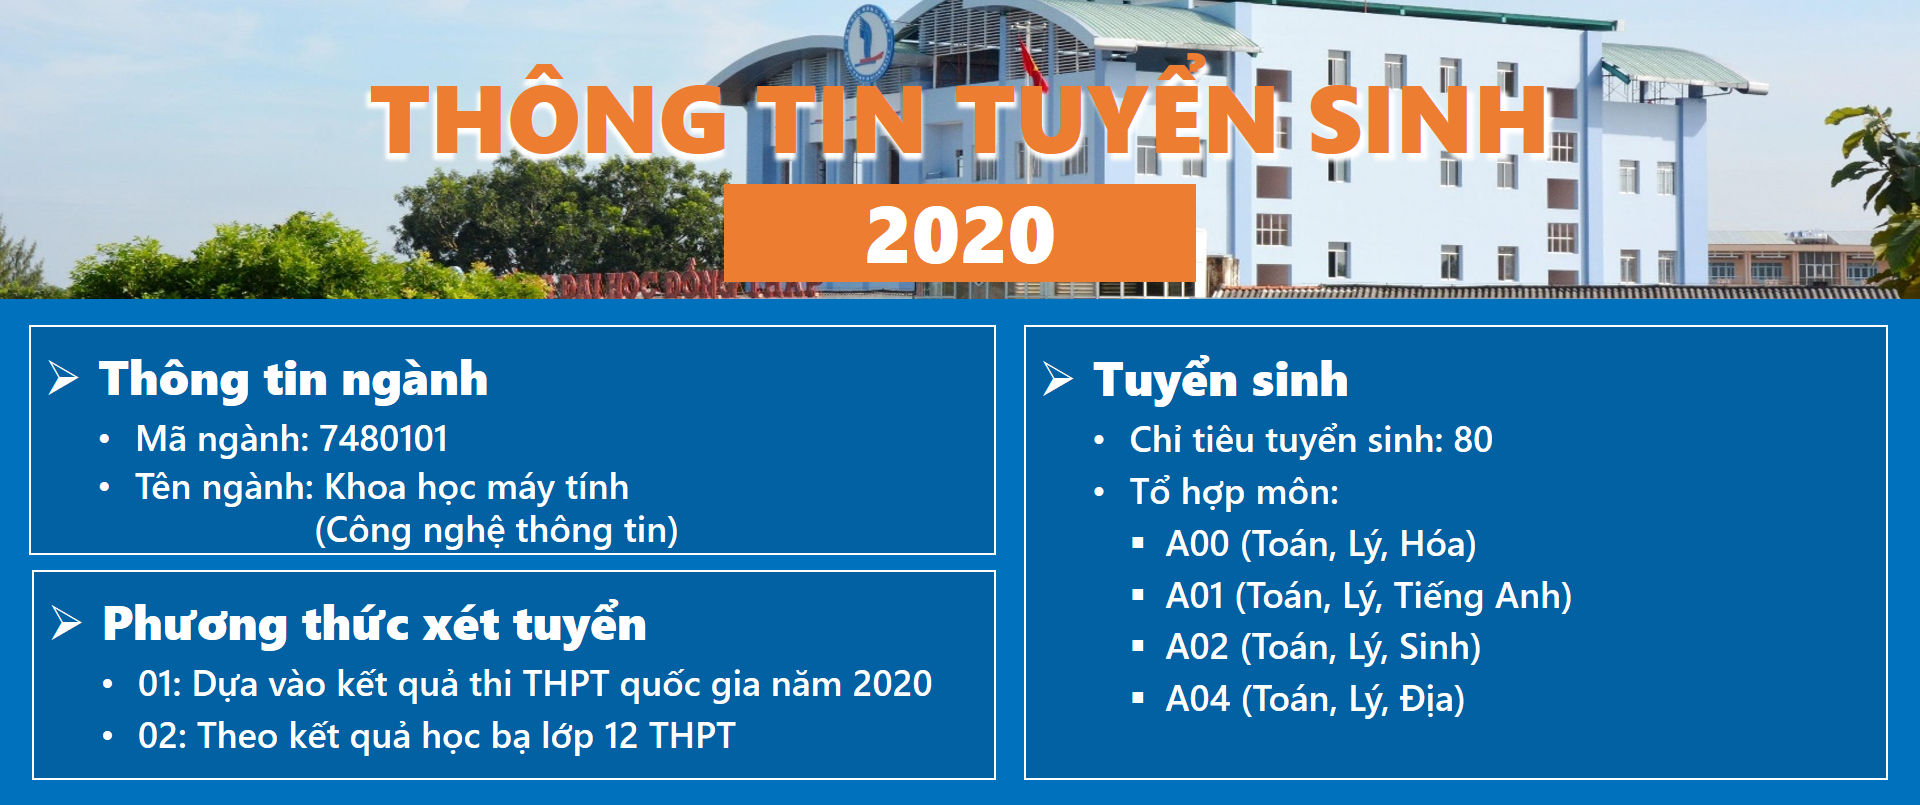 THÔNG TIN TUYỂN SINH
2020
ĐẠI HỌC ĐỒNG THÁP
Thông tin ngành
Mã ngành: 7480101
Tên ngành: Khoa học máy tính
(Công nghệ thông tin)
Phương thức xét tuyển
01: Dựa vào kết quả thi THPT quốc gia năm 2020
02: Theo kết quả học bạ lớp 12 THPT
Tuyển sinh
Chỉ tiêu tuyển sinh: 80
Tổ hợp môn:
A00 (Toán, Lý, Hóa)
A01 (Toán, Lý, Tiếng Anh)
A02 (Toán, Lý, Sinh)
A04 (Toán, Lý, Địa)